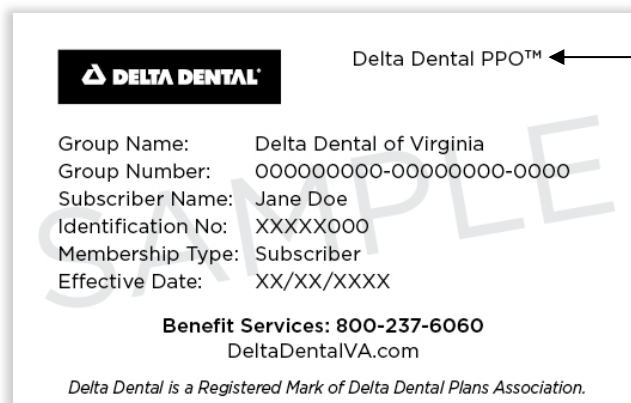 Δ DELTA DENTAL®
Delta Dental PPO™
Group Name: Delta Dental of Virginia
Group Number: 000000000-00000000-0000
Subscriber Name: Jane Doe
Identification No: XXXXX000
Membership Type: Subscriber
Effective Date: XX/XX/XXXX
SAMPLE
Benefit Services: 800-237-6060
DeltaDentalVA.com
Delta Dental is a Registered Mark of Delta Dental Plans Association.